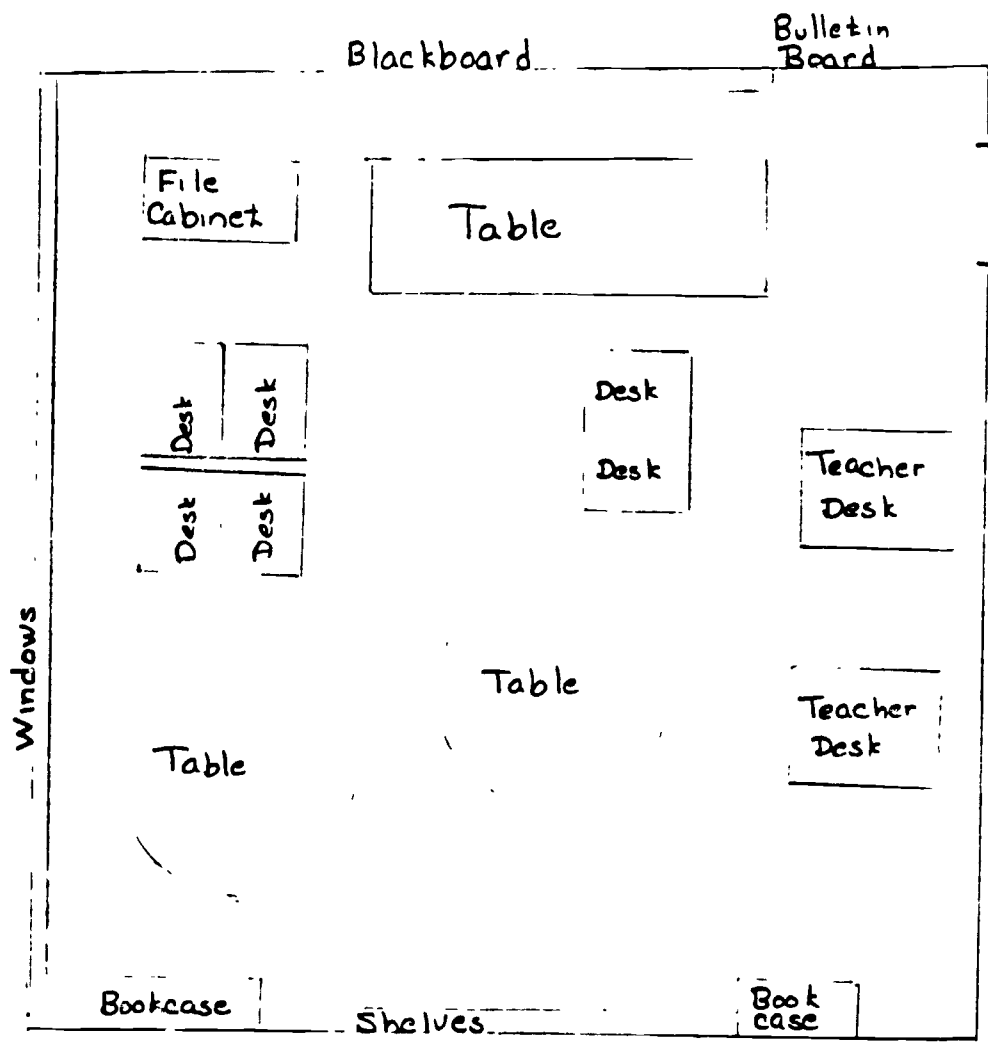 Blackboard
Bulletin
Board
File
Cabinet
Table
Desk
Desk
Desk
Desk
Desk
Desk
Teacher
Desk
Windows
Table
Table
Teacher
Desk
Bookcase
Shelves
Book
case